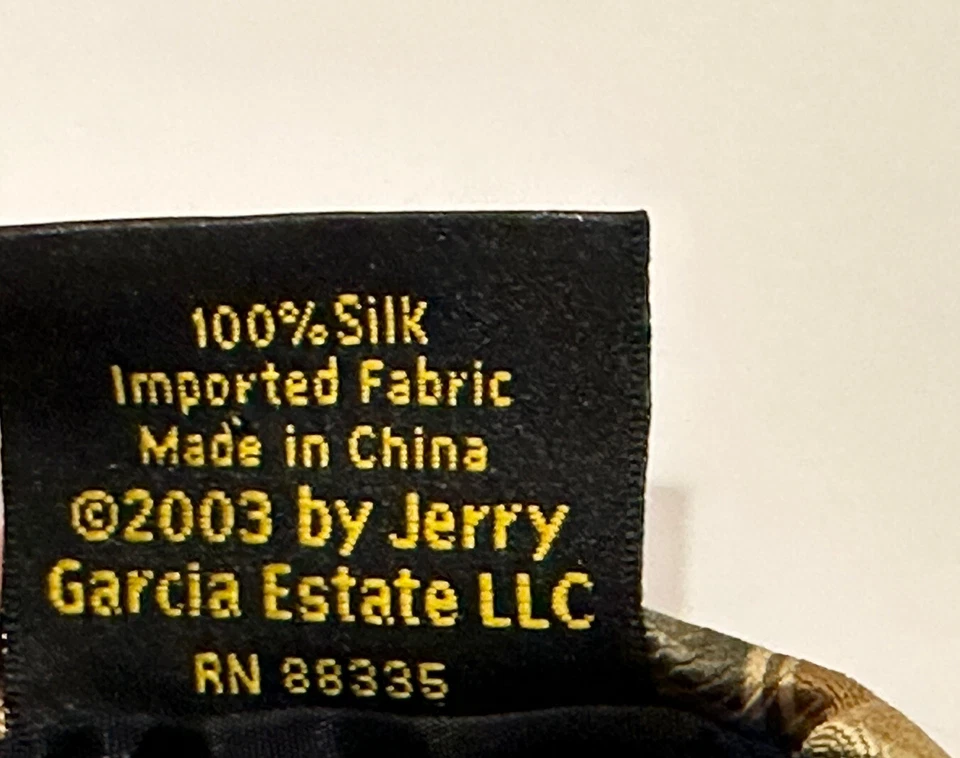 100% Silk
Imported Fabric
Made in China
©2003 by Jerry
Garcia Estate LLC
RN 88335